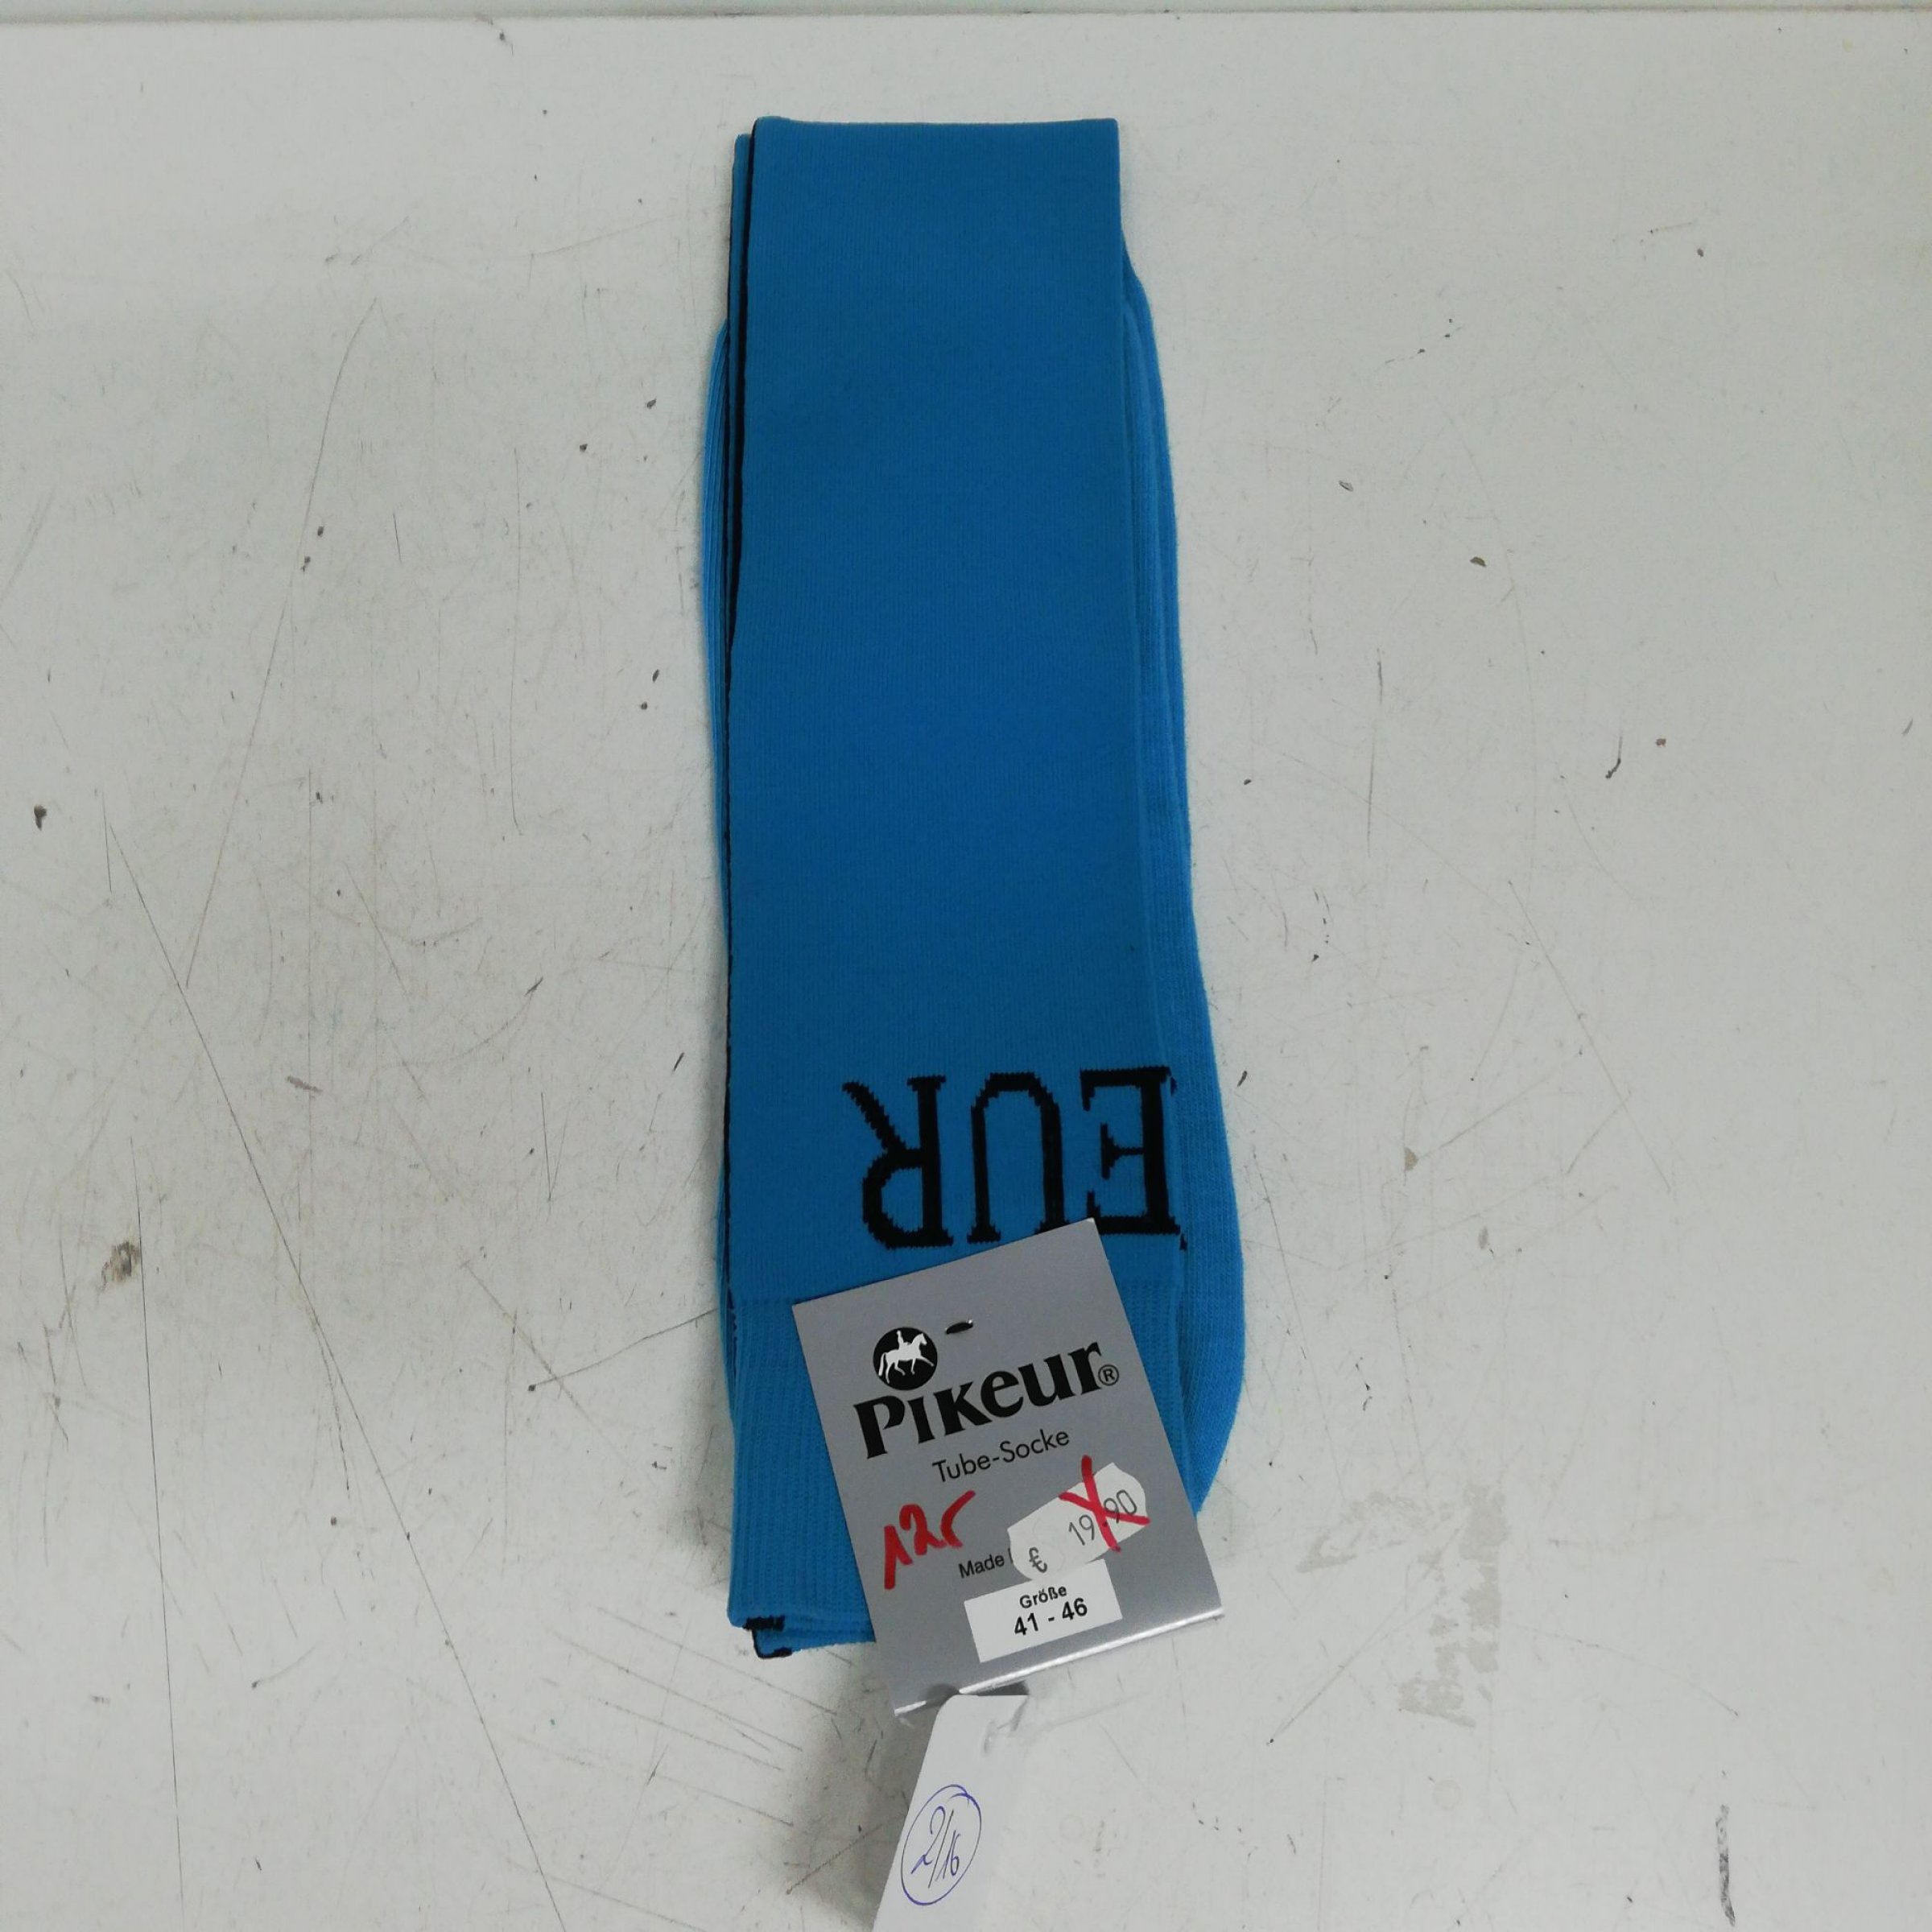 EUR
Pikeur®
Tube-Socke
12€
€ 19.90
Made
Größe
41 - 46
2/16